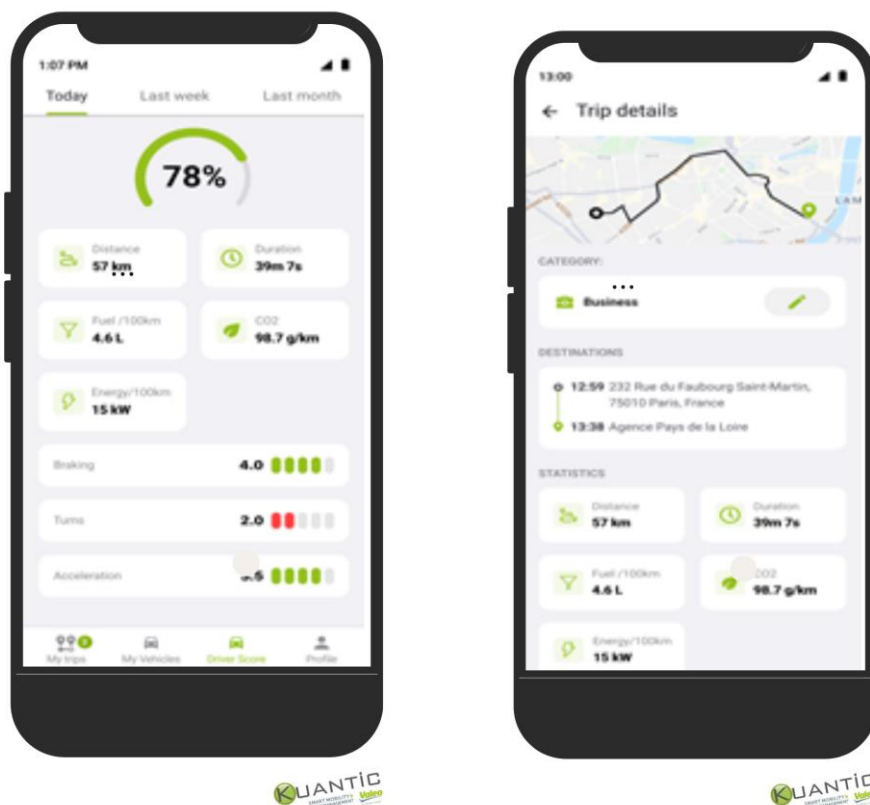 1:07 PM
Today Last week Last month
78%
Distance
57 km
Duration
39m 7s
Fuel /100km
4.6 L
CO2
98.7 g/km
Energy/100km
15 kW
Braking 4.0
Turns 2.0
Acceleration
3
My trips My Vehicles Driver Score Profile
KUANTIC
SMART MOBILITY
Valeo
13:00
← Trip details
CATEGORY:
Business
DESTINATIONS
12:59 232 Rue du Faubourg Saint-Martin,
75010 Paris, France
13:38 Agence Pays de la Loire
STATISTICS
Distance
57 km
Duration
39m 7s
Fuel /100km
4.6 L
CO2
98.7 g/km
Energy/100km
15 kW
KUANTIC